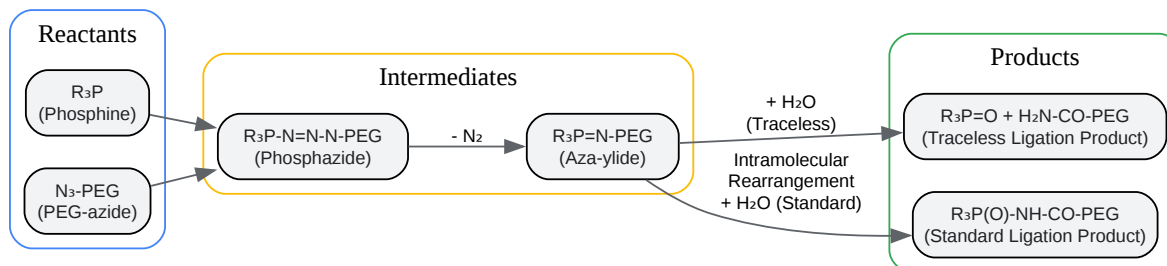 Reactants
R₃P
(Phosphine)
N₃-PEG
(PEG-azide)
Intermediates
R₃P-N=N-N-PEG
(Phosphazide)
- N₂
R₃P=N-PEG
(Aza-ylide)
+ H₂O
(Traceless)
Intramolecular
Rearrangement
+ H₂O (Standard)
Products
R₃P=O + H₂N-CO-PEG
(Traceless Ligation Product)
R₃P(O)-NH-CO-PEG
(Standard Ligation Product)